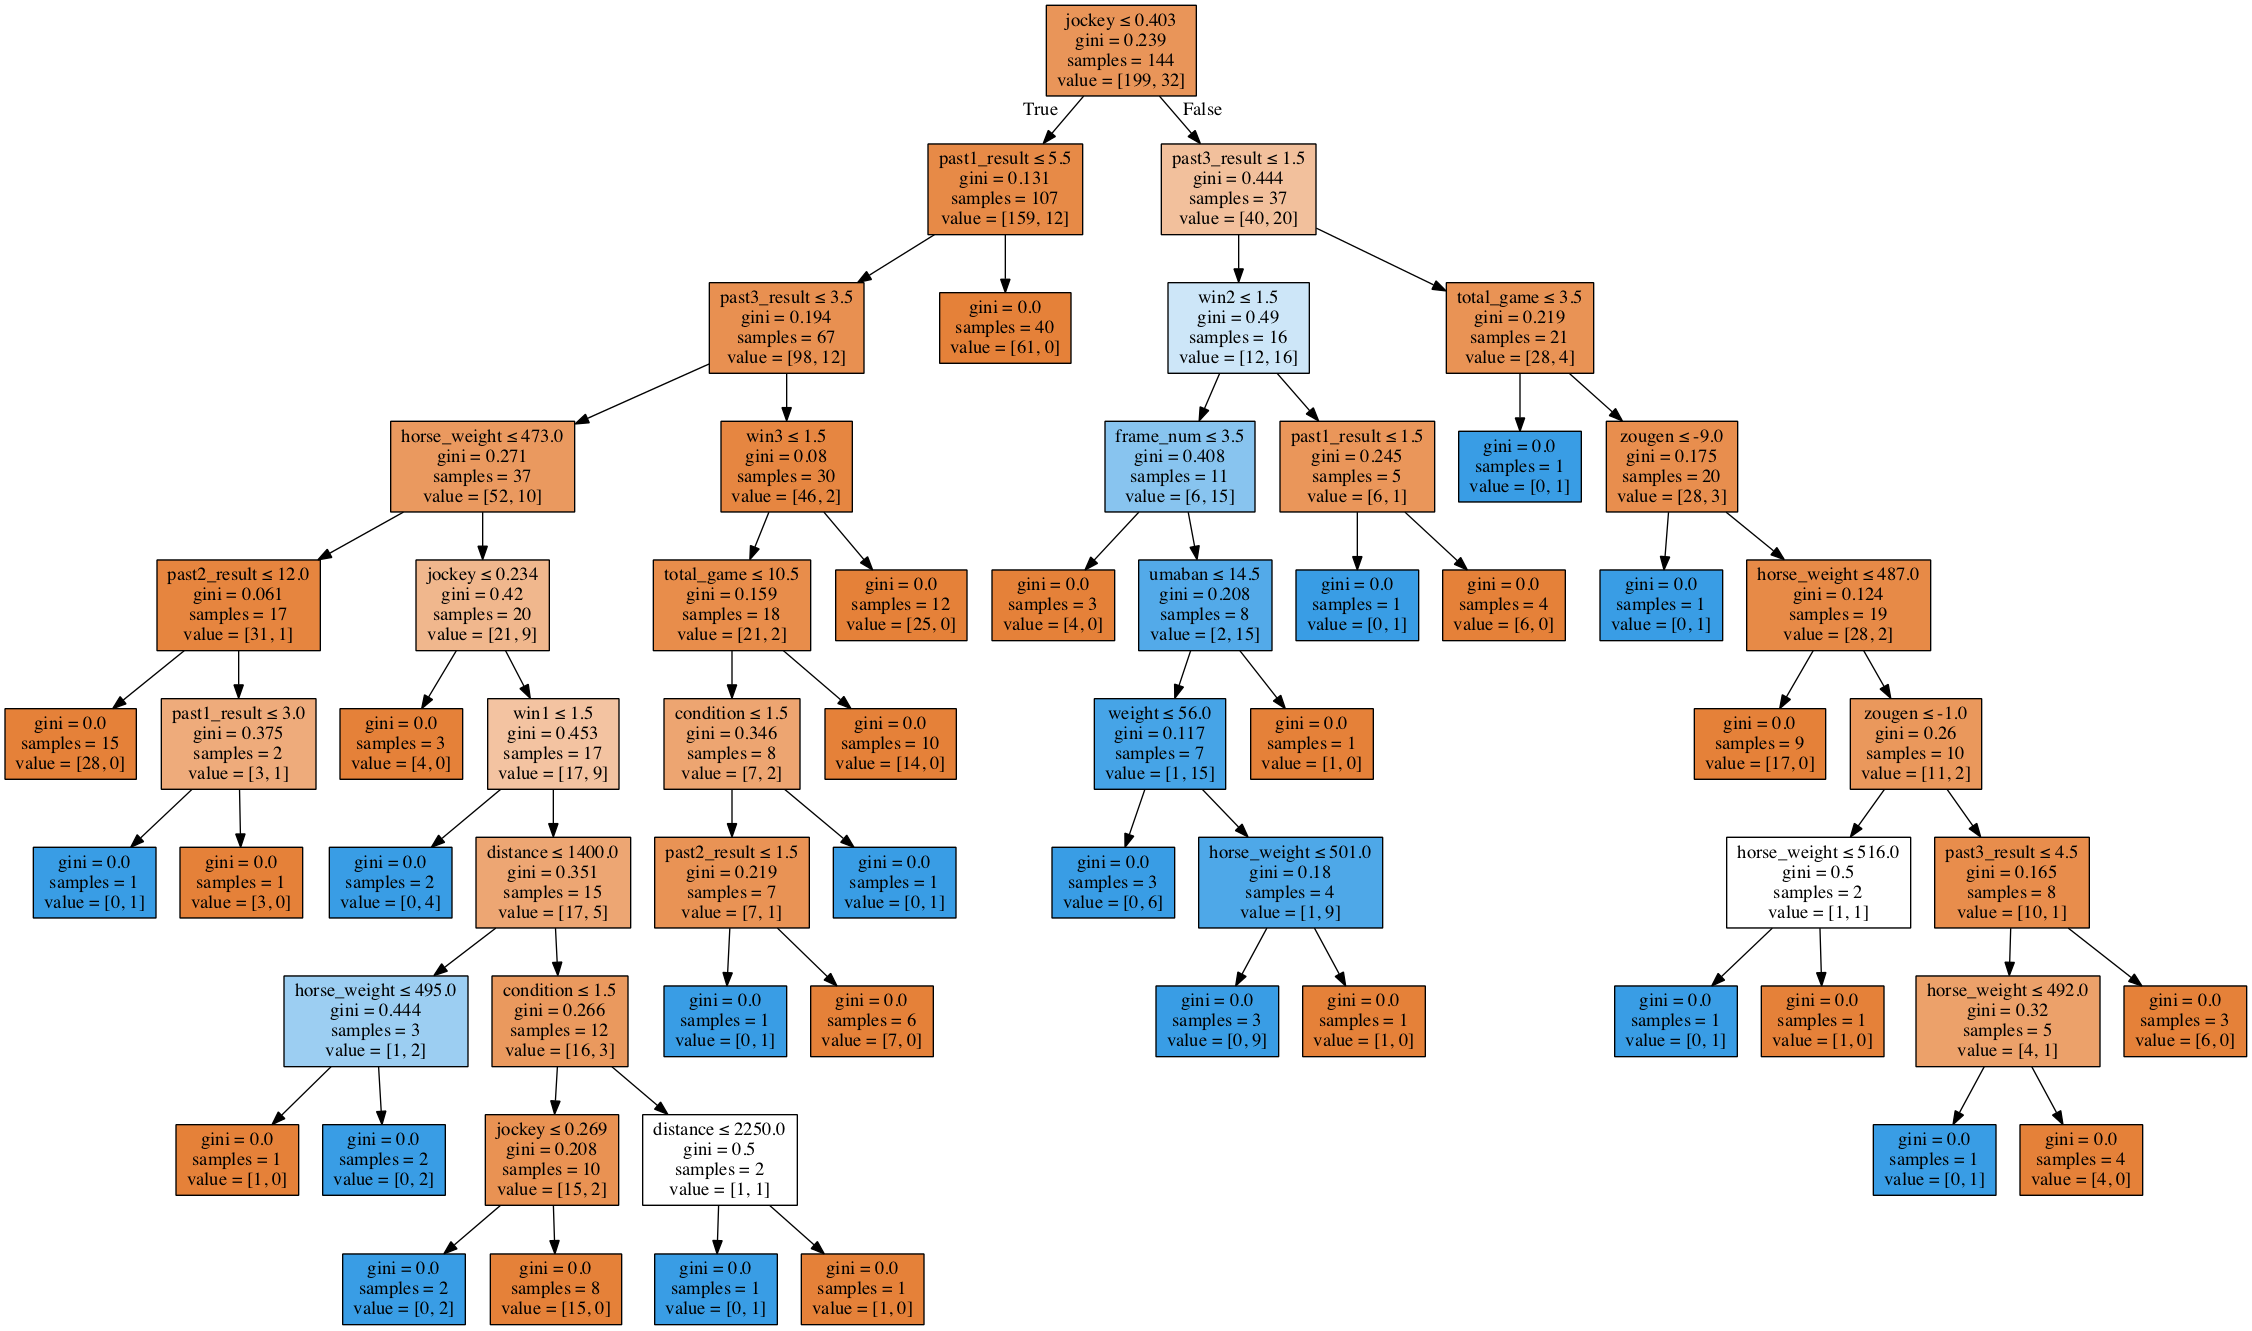 jockey ≤ 0.403
gini = 0.239
samples = 144
value = [199, 32]
True
False
past1_result ≤ 5.5
gini = 0.131
samples = 107
value = [159, 12]
past3_result ≤ 1.5
gini = 0.444
samples = 37
value = [40, 20]
past3_result ≤ 3.5
gini = 0.194
samples = 67
value = [98, 12]
gini = 0.0
samples = 40
value = [61, 0]
win2 ≤ 1.5
gini = 0.49
samples = 16
value = [12, 16]
total_game ≤ 3.5
gini = 0.219
samples = 21
value = [28, 4]
horse_weight ≤ 473.0
gini = 0.271
samples = 37
value = [52, 10]
win3 ≤ 1.5
gini = 0.08
samples = 30
value = [46, 2]
frame_num ≤ 3.5
gini = 0.408
samples = 11
value = [6, 15]
past1_result ≤ 1.5
gini = 0.245
samples = 5
value = [6, 1]
gini = 0.0
samples = 1
value = [0, 1]
zougen ≤ -9.0
gini = 0.175
samples = 20
value = [28, 3]
past2_result ≤ 12.0
gini = 0.061
samples = 17
value = [31, 1]
jockey ≤ 0.234
gini = 0.42
samples = 20
value = [21, 9]
total_game ≤ 10.5
gini = 0.159
samples = 18
value = [21, 2]
gini = 0.0
samples = 12
value = [25, 0]
gini = 0.0
samples = 3
value = [4, 0]
umaban ≤ 14.5
gini = 0.208
samples = 8
value = [2, 15]
gini = 0.0
samples = 1
value = [0, 1]
gini = 0.0
samples = 4
value = [6, 0]
gini = 0.0
samples = 1
value = [0, 1]
horse_weight ≤ 487.0
gini = 0.124
samples = 19
value = [28, 2]
gini = 0.0
samples = 15
value = [28, 0]
past1_result ≤ 3.0
gini = 0.375
samples = 2
value = [3, 1]
gini = 0.0
samples = 3
value = [4, 0]
win1 ≤ 1.5
gini = 0.453
samples = 17
value = [17, 9]
condition ≤ 1.5
gini = 0.346
samples = 8
value = [7, 2]
gini = 0.0
samples = 10
value = [14, 0]
weight ≤ 56.0
gini = 0.117
samples = 7
value = [1, 15]
gini = 0.0
samples = 1
value = [1, 0]
gini = 0.0
samples = 9
value = [17, 0]
zougen ≤ -1.0
gini = 0.26
samples = 10
value = [11, 2]
gini = 0.0
samples = 1
value = [0, 1]
gini = 0.0
samples = 1
value = [3, 0]
gini = 0.0
samples = 2
value = [0, 4]
distance ≤ 1400.0
gini = 0.351
samples = 15
value = [17, 5]
past2_result ≤ 1.5
gini = 0.219
samples = 7
value = [7, 1]
gini = 0.0
samples = 1
value = [0, 1]
gini = 0.0
samples = 3
value = [0, 6]
horse_weight ≤ 501.0
gini = 0.18
samples = 4
value = [1, 9]
horse_weight ≤ 516.0
gini = 0.5
samples = 2
value = [1, 1]
past3_result ≤ 4.5
gini = 0.165
samples = 8
value = [10, 1]
horse_weight ≤ 495.0
gini = 0.444
samples = 3
value = [1, 2]
condition ≤ 1.5
gini = 0.266
samples = 12
value = [16, 3]
gini = 0.0
samples = 1
value = [0, 1]
gini = 0.0
samples = 6
value = [7, 0]
gini = 0.0
samples = 3
value = [0, 9]
gini = 0.0
samples = 1
value = [1, 0]
gini = 0.0
samples = 1
value = [0, 1]
gini = 0.0
samples = 1
value = [1, 0]
horse_weight ≤ 492.0
gini = 0.32
samples = 5
value = [4, 1]
gini = 0.0
samples = 3
value = [6, 0]
gini = 0.0
samples = 1
value = [1, 0]
gini = 0.0
samples = 2
value = [0, 2]
jockey ≤ 0.269
gini = 0.208
samples = 10
value = [15, 2]
distance ≤ 2250.0
gini = 0.5
samples = 2
value = [1, 1]
gini = 0.0
samples = 1
value = [0, 1]
gini = 0.0
samples = 4
value = [4, 0]
gini = 0.0
samples = 2
value = [0, 2]
gini = 0.0
samples = 8
value = [15, 0]
gini = 0.0
samples = 1
value = [0, 1]
gini = 0.0
samples = 1
value = [1, 0]